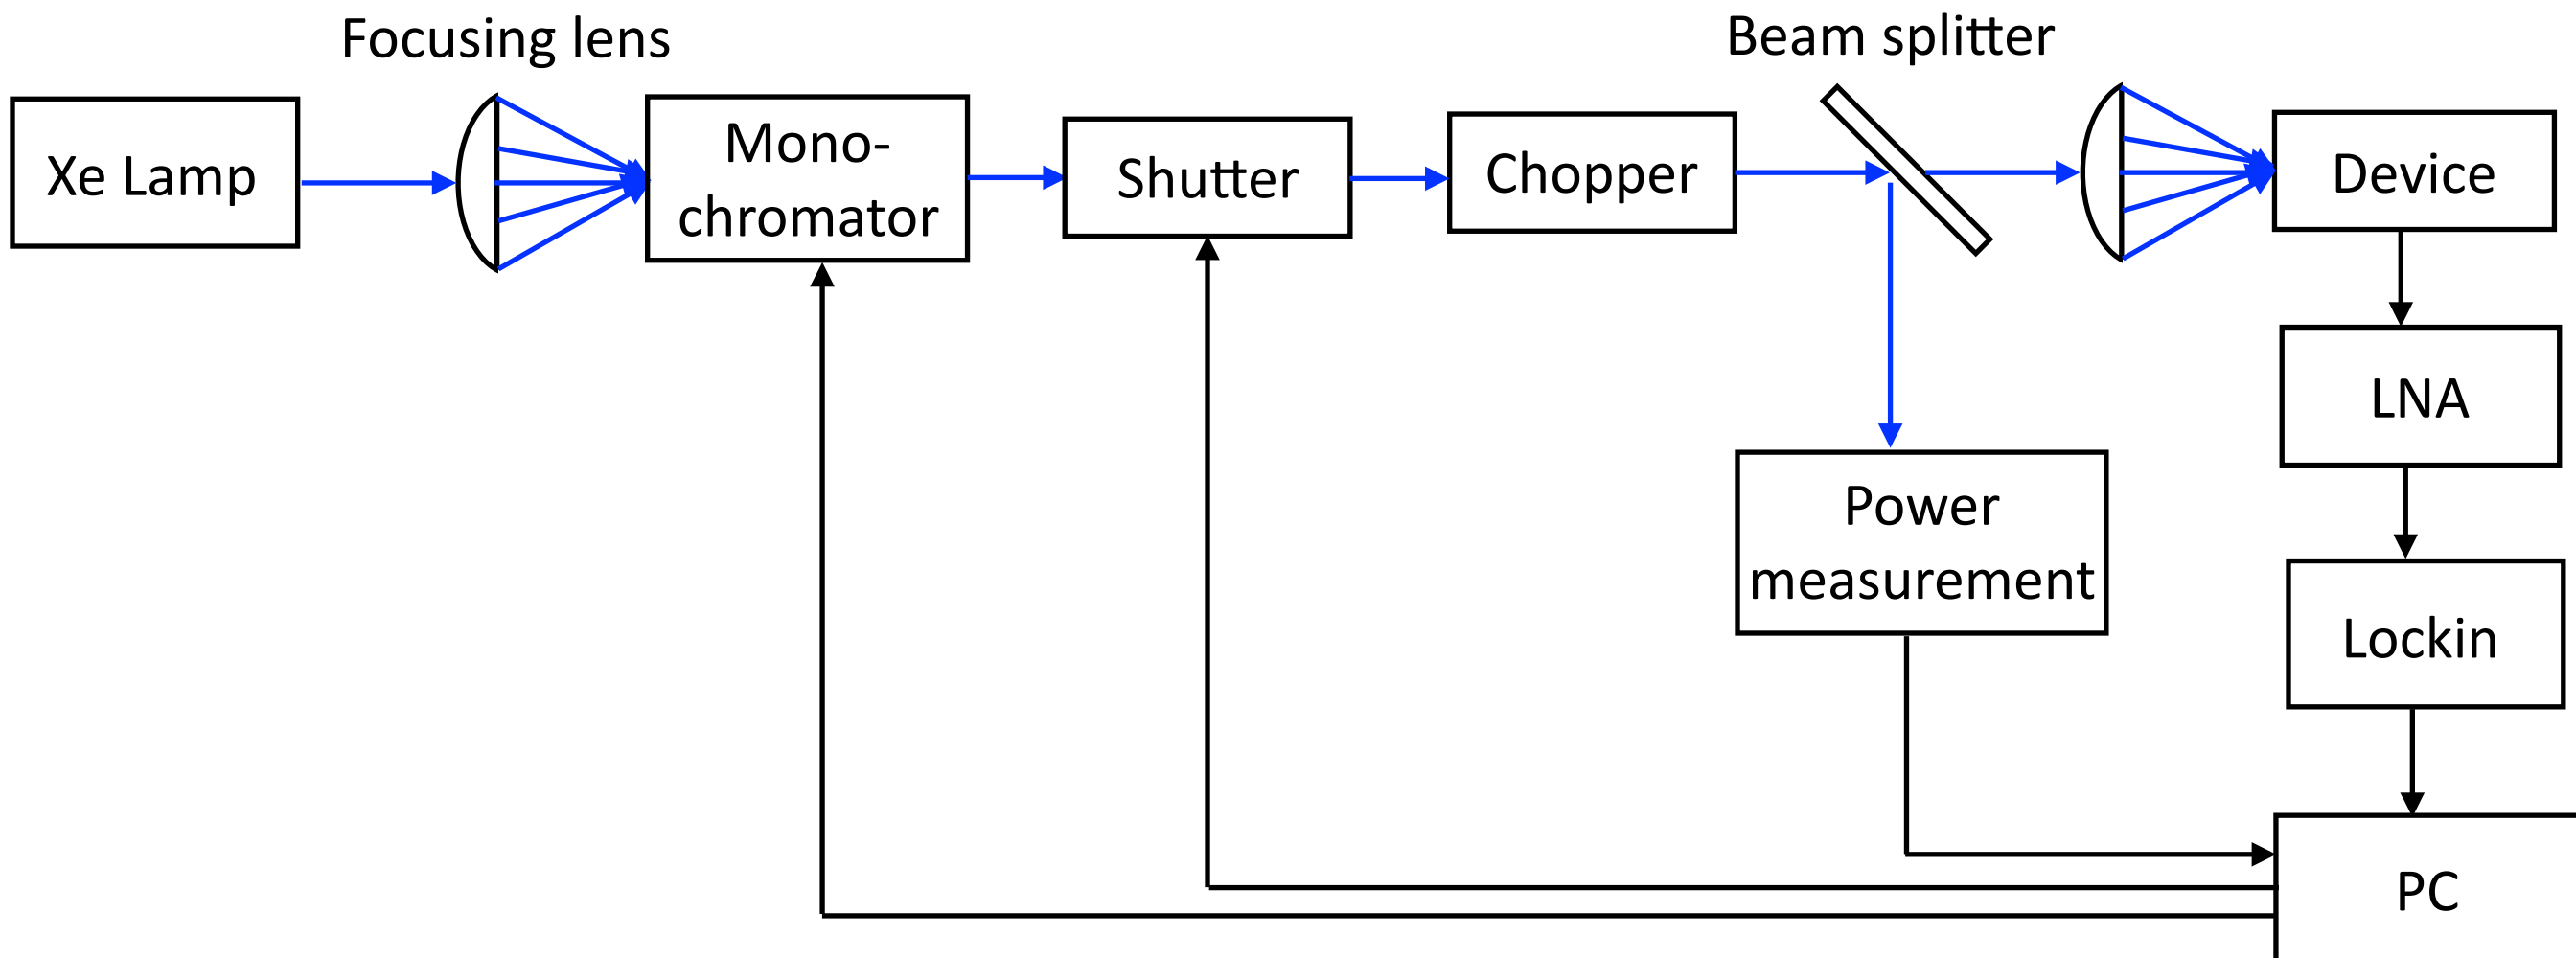 Focusing lens
Beam splitter
Xe Lamp
Mono-
chromator
Shutter
Chopper
Device
LNA
Power
measurement
Lockin
PC